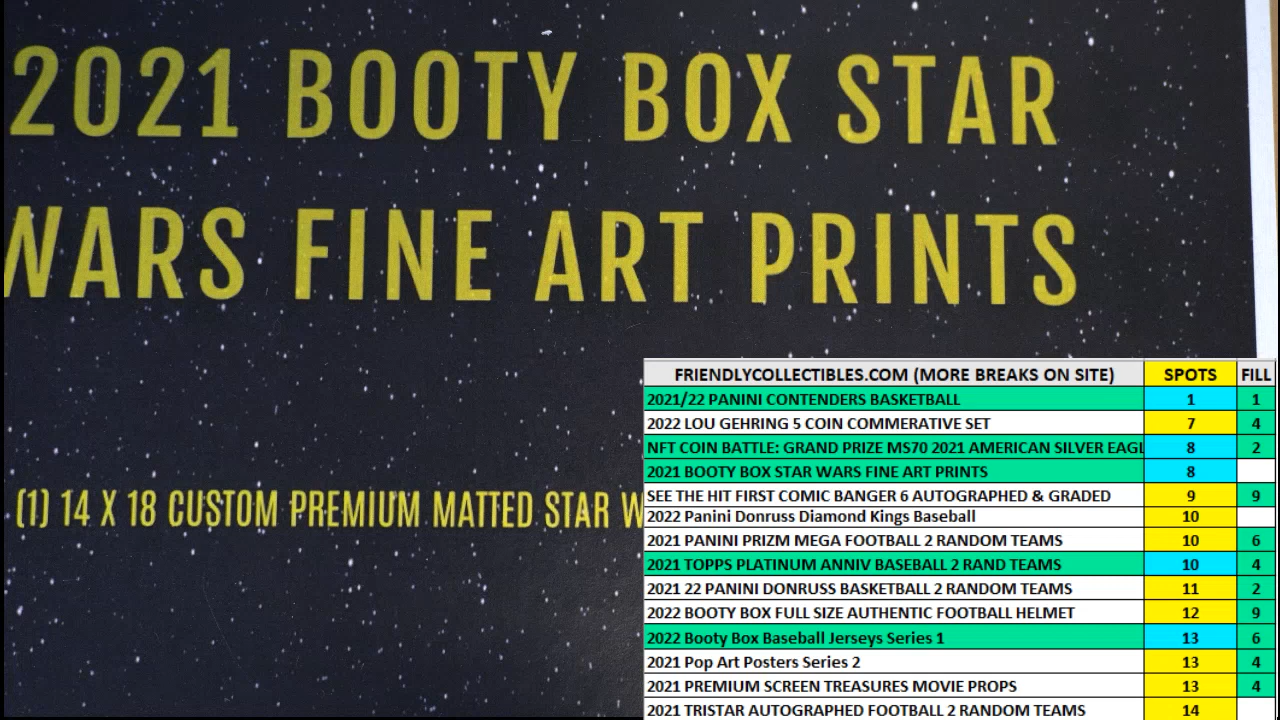 2021 BOOTY BOX STAR
WARS FINE ART PRINTS
(1) 14 X 18 CUSTOM PREMIUM MATTED STAR W
FRIENDLYCOLLECTIBLES.COM (MORE BREAKS ON SITE) SPOTS FILL
2021/22 PANINI CONTENDERS BASKETBALL 1 1
2022 LOU GEHRING 5 COIN COMMERATIVE SET 7 4
NFT COIN BATTLE: GRAND PRIZE MS70 2021 AMERICAN SILVER EAGL 8 2
2021 BOOTY BOX STAR WARS FINE ART PRINTS 8
SEE THE HIT FIRST COMIC BANGER 6 AUTOGRAPHED & GRADED 9 9
2022 Panini Donruss Diamond Kings Baseball 10
2021 PANINI PRIZM MEGA FOOTBALL 2 RANDOM TEAMS 10 6
2021 TOPPS PLATINUM ANNIV BASEBALL 2 RAND TEAMS 10 4
2021 22 PANINI DONRUSS BASKETBALL 2 RANDOM TEAMS 11 2
2022 BOOTY BOX FULL SIZE AUTHENTIC FOOTBALL HELMET 12 9
2022 Booty Box Baseball Jerseys Series 1 13 6
2021 Pop Art Posters Series 2 13 4
2021 PREMIUM SCREEN TREASURES MOVIE PROPS 13 4
2021 TRISTAR AUTOGRAPHED FOOTBALL 2 RANDOM TEAMS 14